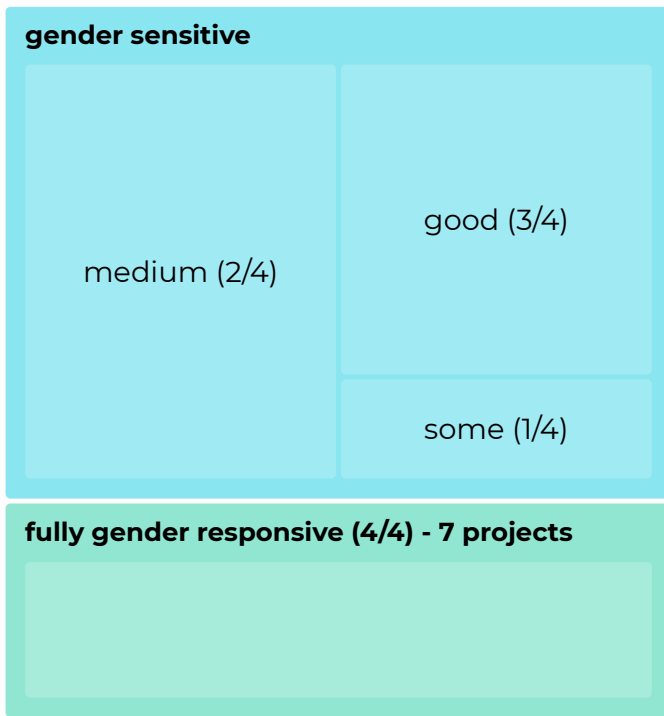 gender sensitive
medium (2/4)
good (3/4)
some (1/4)
fully gender responsive (4/4) - 7 projects